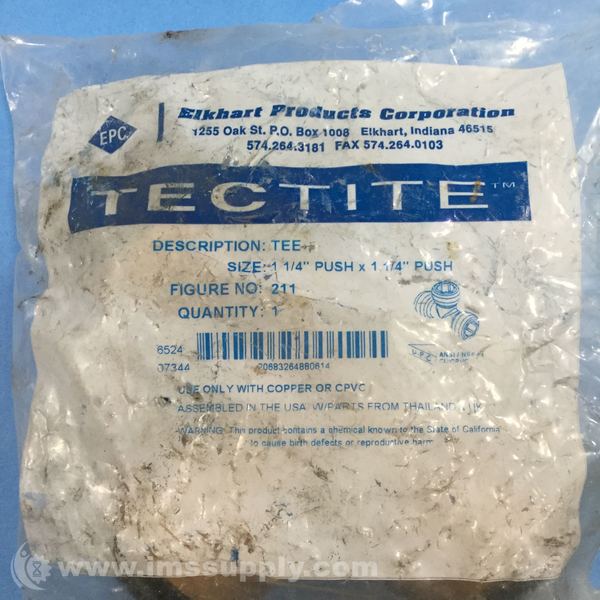 EPC
Elkhart Products Corporation
1255 Oak St. P.O. Box 1008 Elkhart, Indiana 46515
574.264.3181 FAX 574.264.0103
TECTITE™
DESCRIPTION: TEE
SIZE: 1 1/4" PUSH x 1 1/4" PUSH
FIGURE NO: 211
QUANTITY: 1
6524
07344
20683264880614
U.P.C
USE ONLY WITH COPPER OR CPVC
ASSEMBLED IN THE USA W/PARTS FROM THAILAND
WARNING: This product contains a chemical known to the State of California
to cause birth defects or reproductive harm
www.imssupply.com